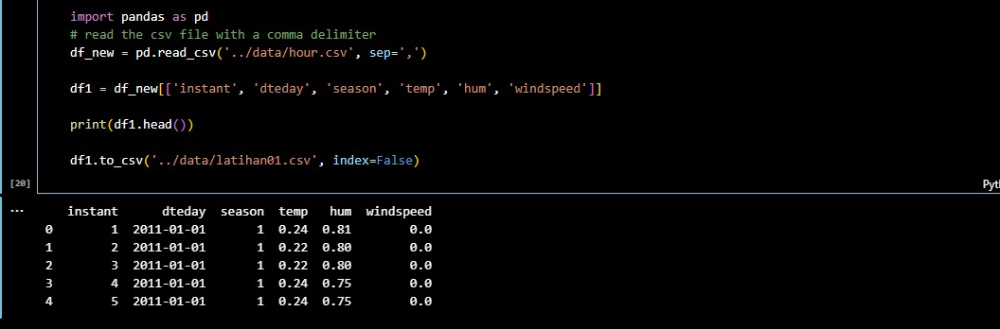 import pandas as pd
# read the csv file with a comma delimiter
df_new = pd.read_csv('../data/hour.csv', sep=',')
df1 = df_new[['instant', 'dteday', 'season', 'temp', 'hum', 'windspeed']]
print(df1.head())
df1.to_csv('../data/latihan01.csv', index=False)
[20]
Pyt
... instant dteday season temp hum windspeed
0 1 2011-01-01 1 0.24 0.81 0.0
1 2 2011-01-01 1 0.22 0.80 0.0
2 3 2011-01-01 1 0.22 0.80 0.0
3 4 2011-01-01 1 0.24 0.75 0.0
4 5 2011-01-01 1 0.24 0.75 0.0